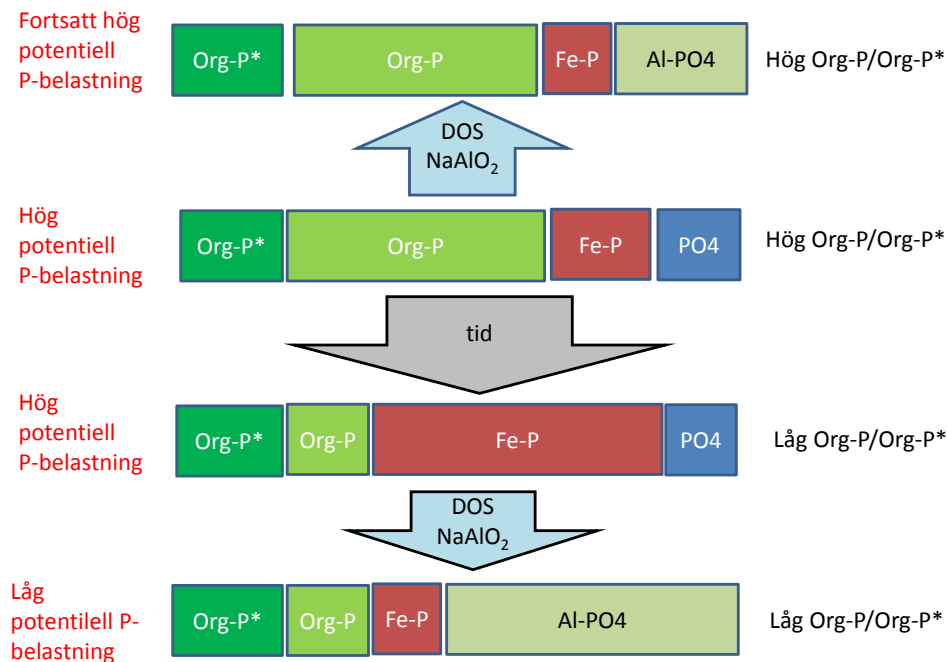 Fortsatt hög
potentiell
P-belastning
Org-P*
Org-P
Fe-P
Al-PO4
Hög Org-P/Org-P*
DOS
NaAlO₂
Hög
potentiell
P-belastning
Org-P*
Org-P
Fe-P
PO4
Hög Org-P/Org-P*
tid
Hög
potentiell
P-belastning
Org-P*
Org-P
Fe-P
PO4
Låg Org-P/Org-P*
DOS
NaAlO₂
Låg
potentilell P-
belastning
Org-P*
Org-P
Fe-P
Al-PO4
Låg Org-P/Org-P*